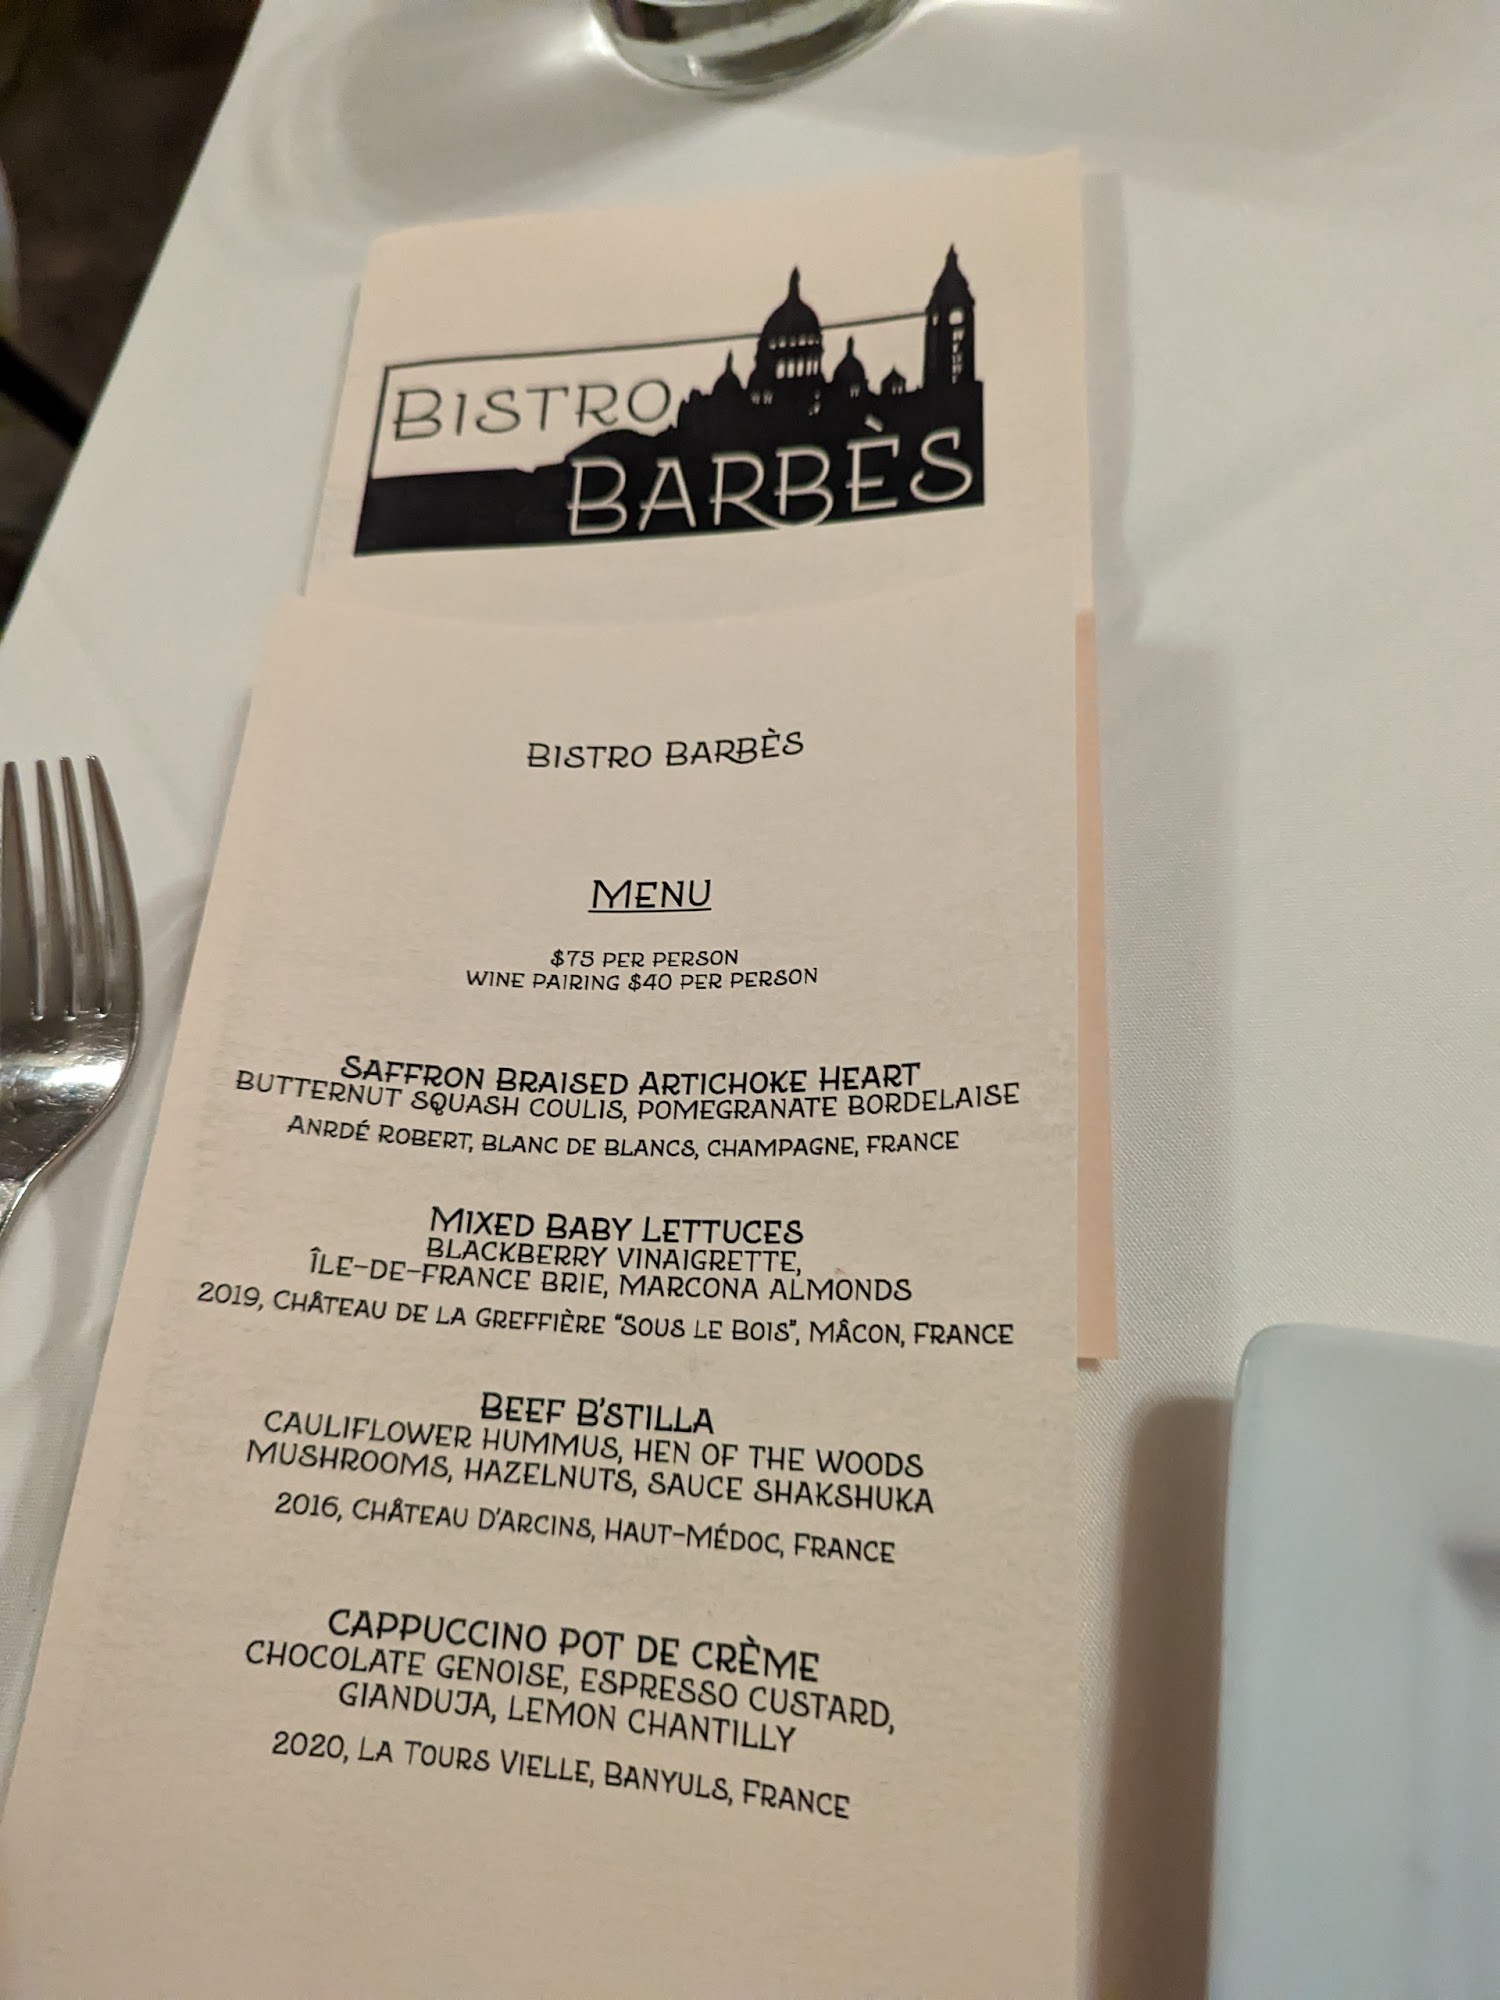 BISTRO
BARBÈS
BISTRO BARBÈS
MENU
$75 PER PERSON
WINE PAIRING $40 PER PERSON
SAFFRON BRAISED ARTICHOKE HEART
BUTTERNUT SQUASH COULIS, POMEGRANATE BORDELAISE
ANRDÉ ROBERT, BLANC DE BLANCS, CHAMPAGNE, FRANCE
MIXED BABY LETTUCES
BLACKBERRY VINAIGRETTE,
ÎLE-DE-FRANCE BRIE, MARCONA ALMONDS
2019, CHÂTEAU DE LA GREFFIÈRE "SOUS LE BOIS", MÂCON, FRANCE
BEEF B'STILLA
CAULIFLOWER HUMMUS, HEN OF THE WOODS
MUSHROOMS, HAZELNUTS, SAUCE SHAKSHUKA
2016, CHÂTEAU D'ARCINS, HAUT-MÉDOC, FRANCE
CAPPUCCINO POT DE CRÈME
CHOCOLATE GENOISE, ESPRESSO CUSTARD,
GIANDUJA, LEMON CHANTILLY
2020, LA TOURS VIELLE, BANYULS, FRANCE